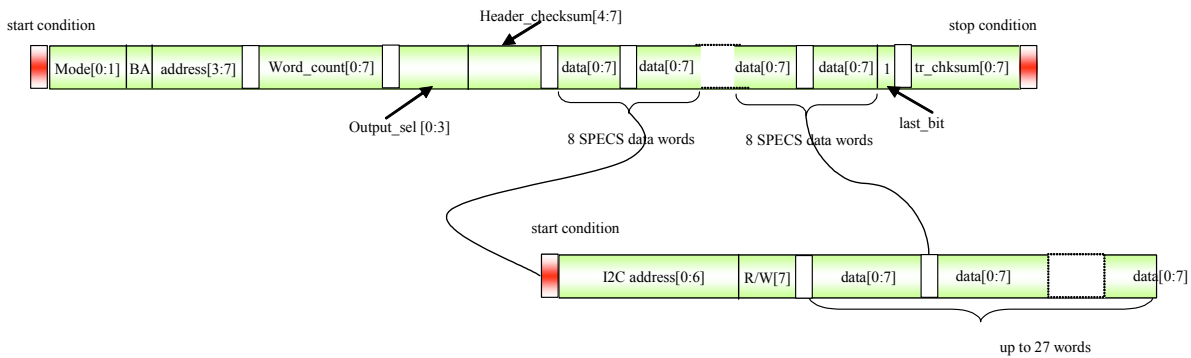 Header_checksum[4:7]
start condition
stop condition
Mode[0:1] BA address[3:7] Word_count[0:7] data[0:7] data[0:7] data[0:7] data[0:7] 1 tr_chksum[0:7]
Output_sel [0:3]
last_bit
8 SPECS data words 8 SPECS data words
start condition
I2C address[0:6] R/W[7] data[0:7] data[0:7] data[0:7]
up to 27 words